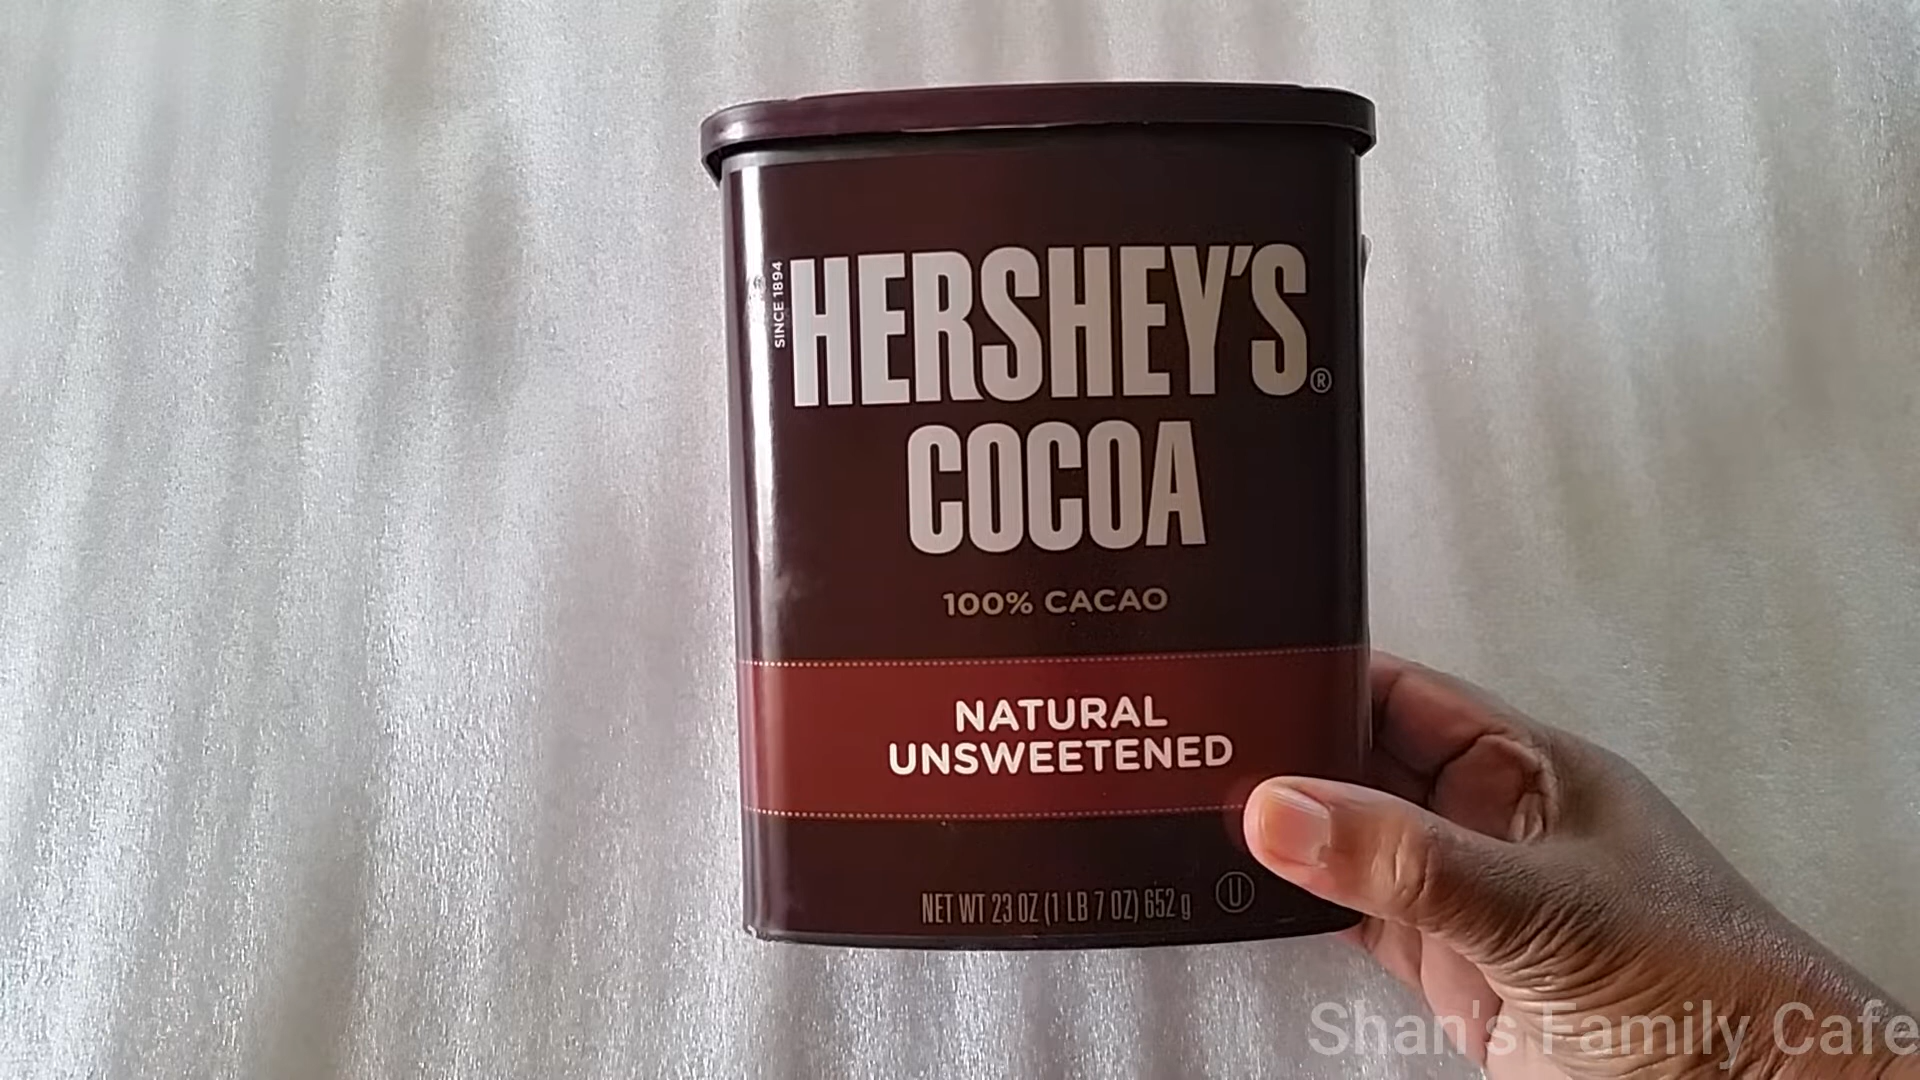 SINCE 1894
HERSHEY'S®
COCOA
100% CACAO
NATURAL
UNSWEETENED
NET WT 23 OZ (1 LB 7 OZ) 652 g
U
Shan's Family Cafe